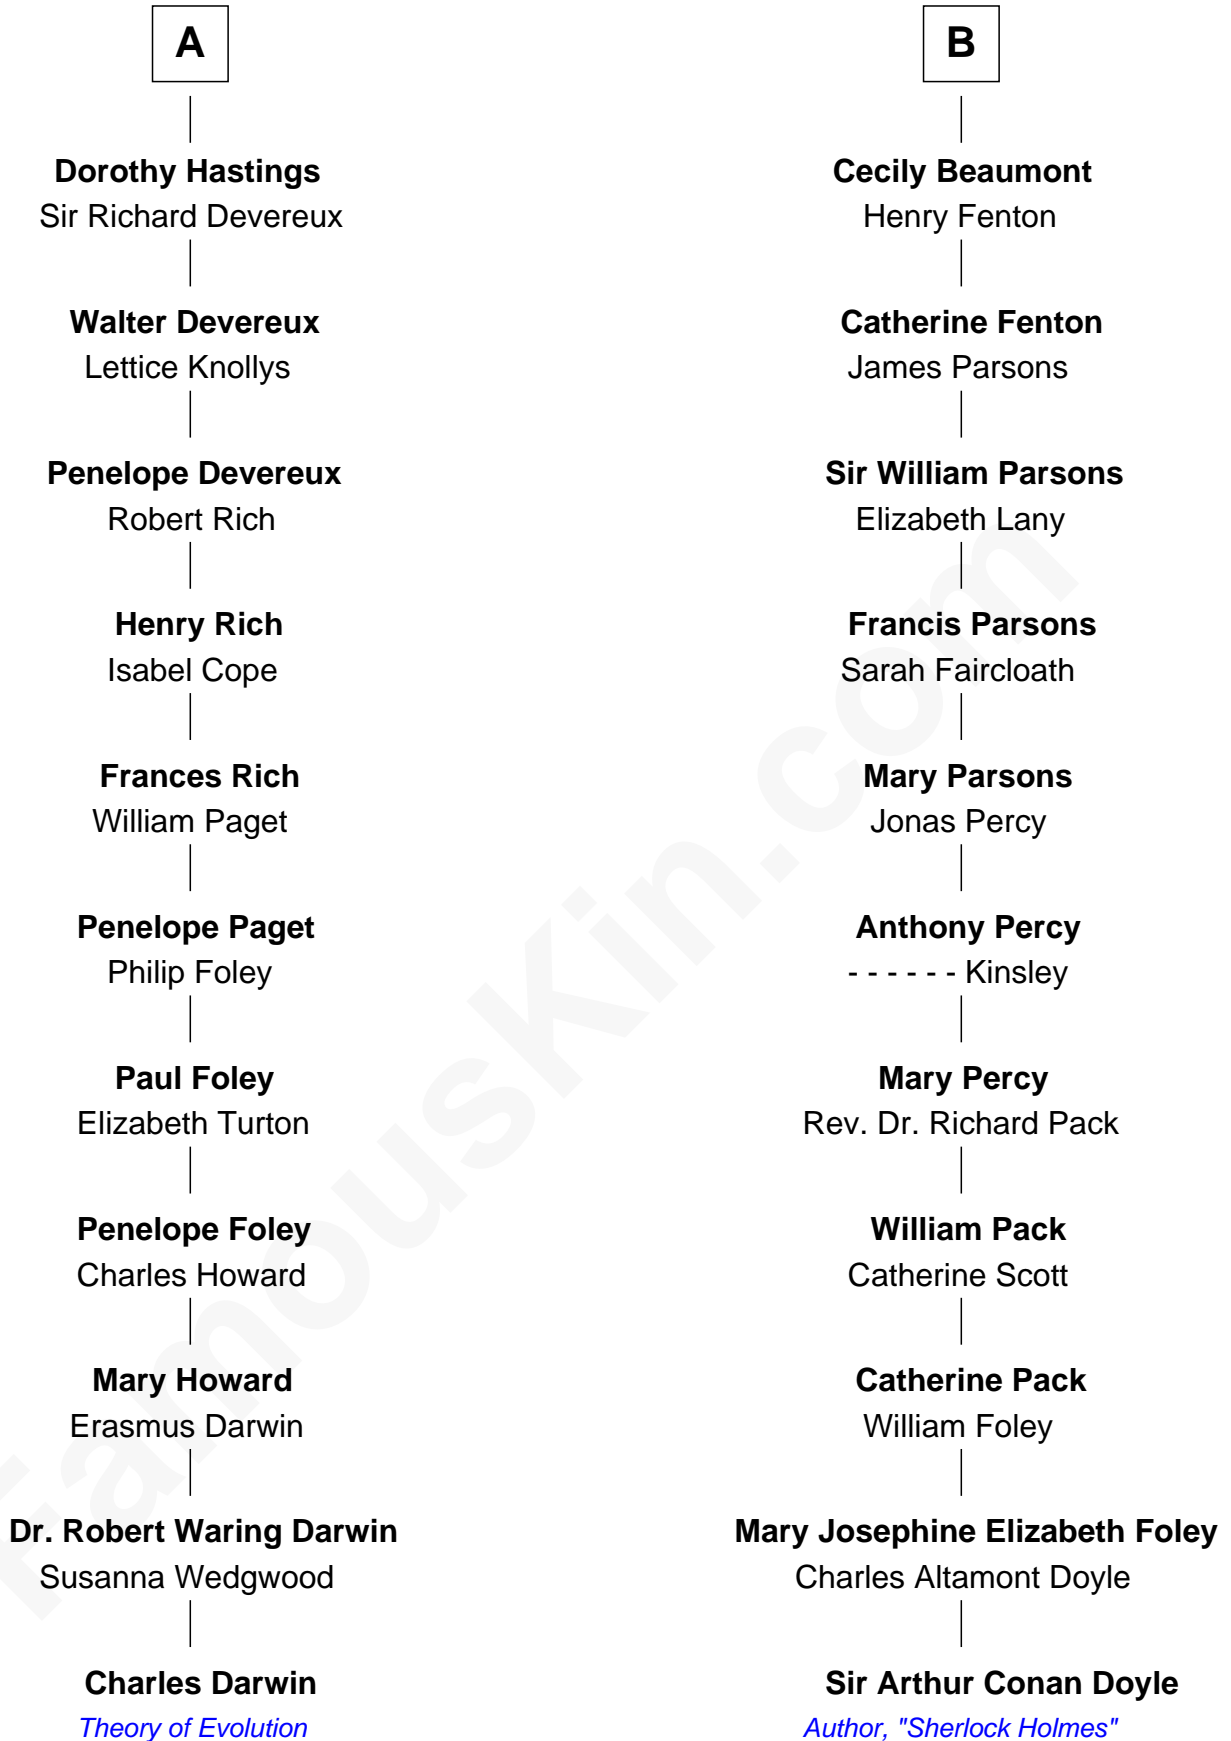 A
Dorothy Hastings
Sir Richard Devereux
Walter Devereux
Lettice Knollys
Penelope Devereux
Robert Rich
Henry Rich
Isabel Cope
Frances Rich
William Paget
Penelope Paget
Philip Foley
Paul Foley
Elizabeth Turton
Penelope Foley
Charles Howard
Mary Howard
Erasmus Darwin
Dr. Robert Waring Darwin
Susanna Wedgwood
Charles Darwin
Theory of Evolution
B
Cecily Beaumont
Henry Fenton
Catherine Fenton
James Parsons
Sir William Parsons
Elizabeth Lany
Francis Parsons
Sarah Faircloath
Mary Parsons
Jonas Percy
Anthony Percy
- - - - - - Kinsley
Mary Percy
Rev. Dr. Richard Pack
William Pack
Catherine Scott
Catherine Pack
William Foley
Mary Josephine Elizabeth Foley
Charles Altamont Doyle
Sir Arthur Conan Doyle
Author, "Sherlock Holmes"
FamousKin.com